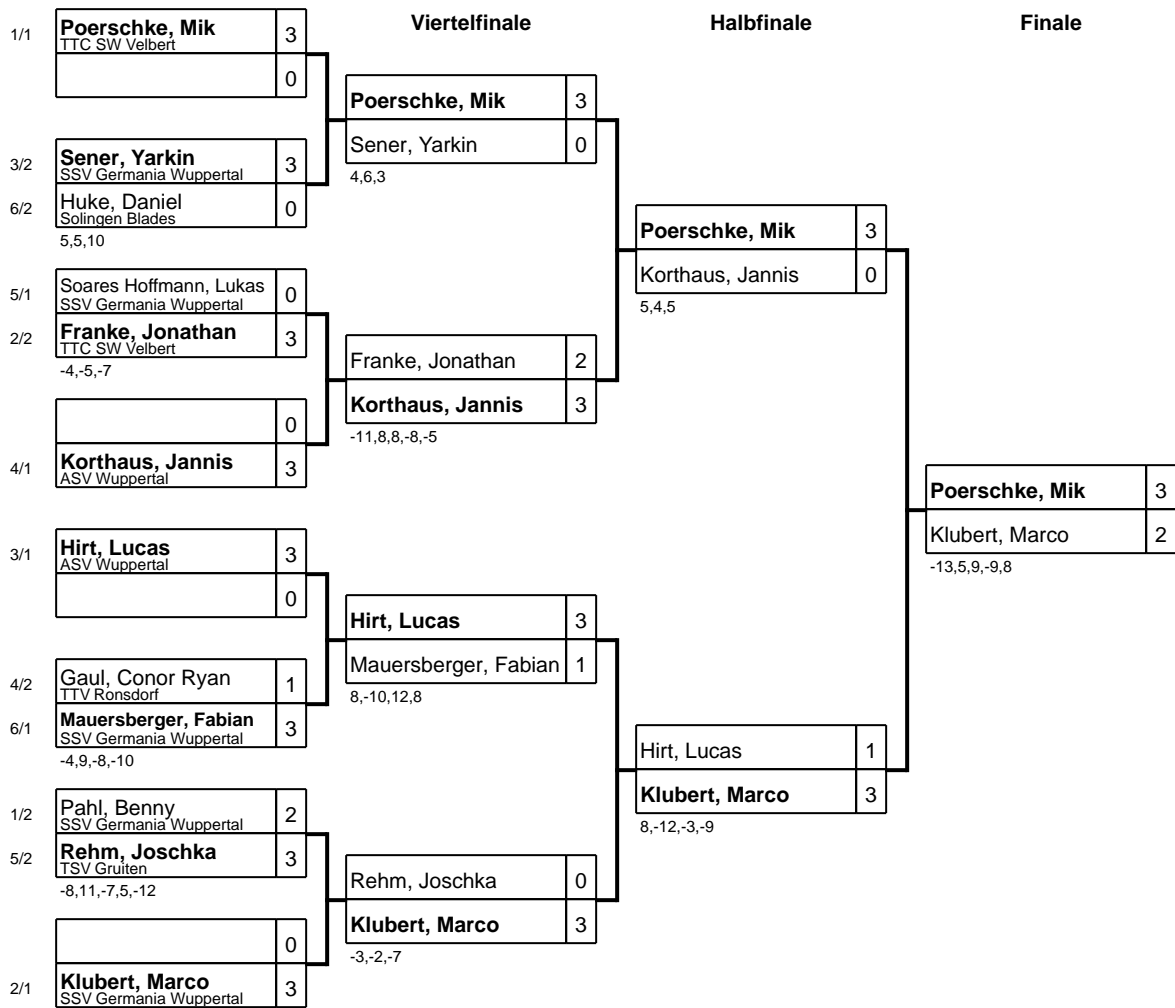 Viertelfinale
Halbfinale
Finale
1/1
Poerschke, Mik 3
TTC SW Velbert
0
3/2
Sener, Yarkin 3
SSV Germania Wuppertal
6/2
Huke, Daniel 0
Solingen Blades
5,5,10
5/1
Soares Hoffmann, Lukas 0
SSV Germania Wuppertal
2/2
Franke, Jonathan 3
TTC SW Velbert
-4,-5,-7
0
4/1
Korthaus, Jannis 3
ASV Wuppertal
3/1
Hirt, Lucas 3
ASV Wuppertal
0
4/2
Gaul, Conor Ryan 1
TTV Ronsdorf
6/1
Mauersberger, Fabian 3
SSV Germania Wuppertal
-4,9,-8,-10
1/2
Pahl, Benny 2
SSV Germania Wuppertal
5/2
Rehm, Joschka 3
TSV Gruiten
-8,11,-7,5,-12
0
2/1
Klubert, Marco 3
SSV Germania Wuppertal
Poerschke, Mik 3
Sener, Yarkin 0
4,6,3
Franke, Jonathan 2
Korthaus, Jannis 3
-11,8,8,-8,-5
Hirt, Lucas 3
Mauersberger, Fabian 1
8,-10,12,8
Rehm, Joschka 0
Klubert, Marco 3
-3,-2,-7
Poerschke, Mik 3
Korthaus, Jannis 0
5,4,5
Hirt, Lucas 1
Klubert, Marco 3
8,-12,-3,-9
Poerschke, Mik 3
Klubert, Marco 2
-13,5,9,-9,8